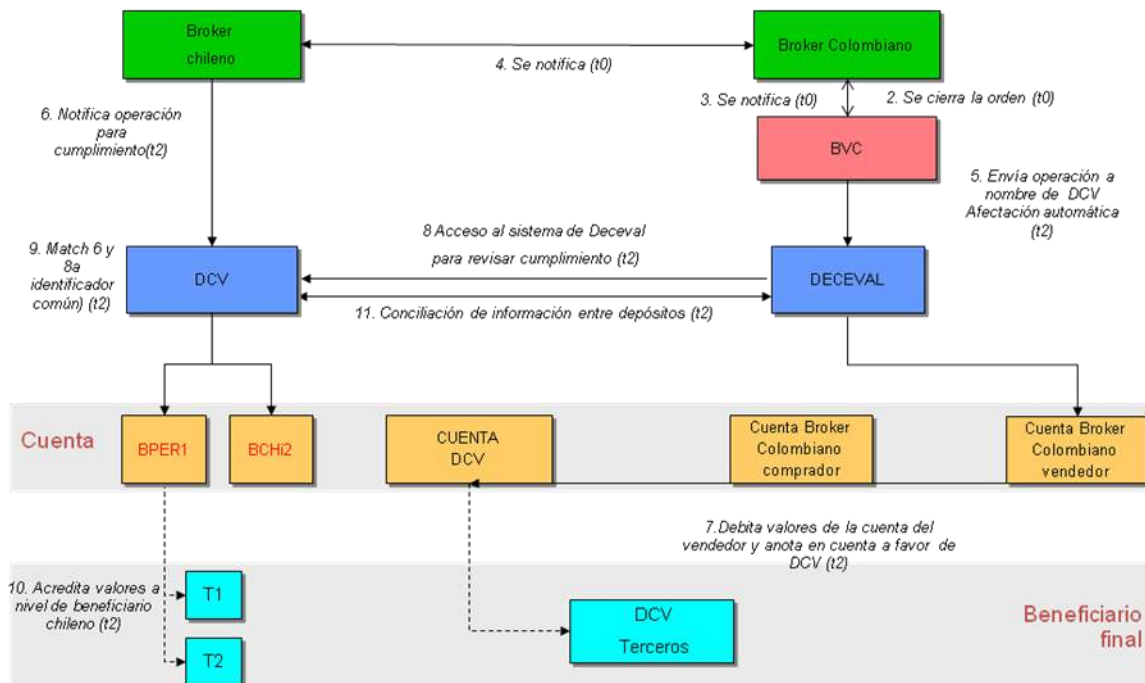 Broker
chileno
Broker Colombiano
4. Se notifica (t0)
3. Se notifica (t0)
2. Se cierra la orden (t0)
6. Notifica operación
para
cumplimiento(t2)
BVC
5. Envía operación a
nombre de DCV
Afectación automática
(t2)
8 Acceso al sistema de Deceval
para revisar cumplimiento (t2)
9. Match 6 y
8a
identificador
común) (t2)
DCV
DECEVAL
11. Conciliación de información entre depósitos (t2)
Cuenta
BPER1
BCHi2
CUENTA
DCV
Cuenta Broker
Colombiano
comprador
Cuenta Broker
Colombiano
vendedor
7.Debita valores de la cuenta del
vendedor y anota en cuenta a favor de
DCV (t2)
10. Acredita valores a
nivel de beneficiario
chileno (t2)
T1
T2
DCV
Terceros
Beneficiario
final